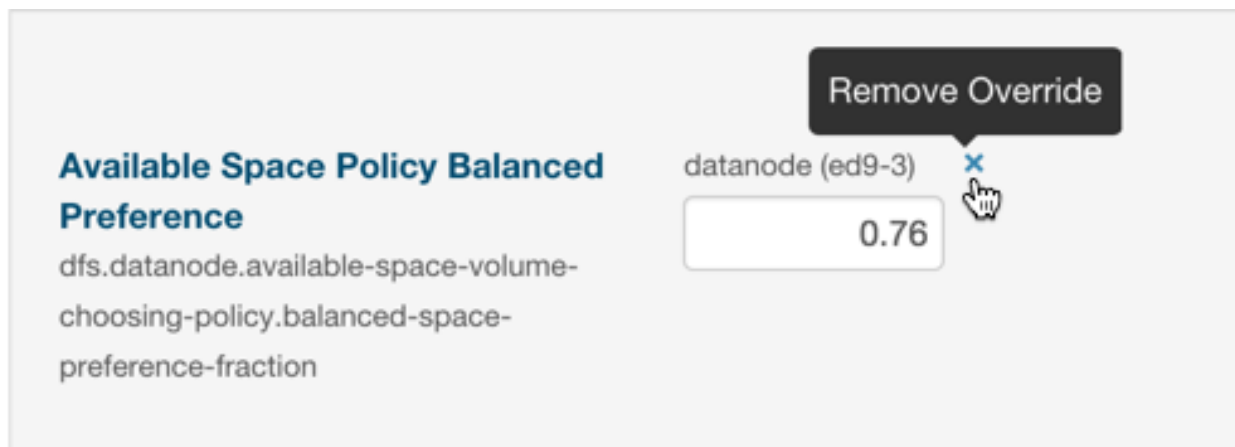 Remove Override
Available Space Policy Balanced
Preference
dfs.datanode.available-space-volume-
choosing-policy.balanced-space-
preference-fraction
datanode (ed9-3)
0.76